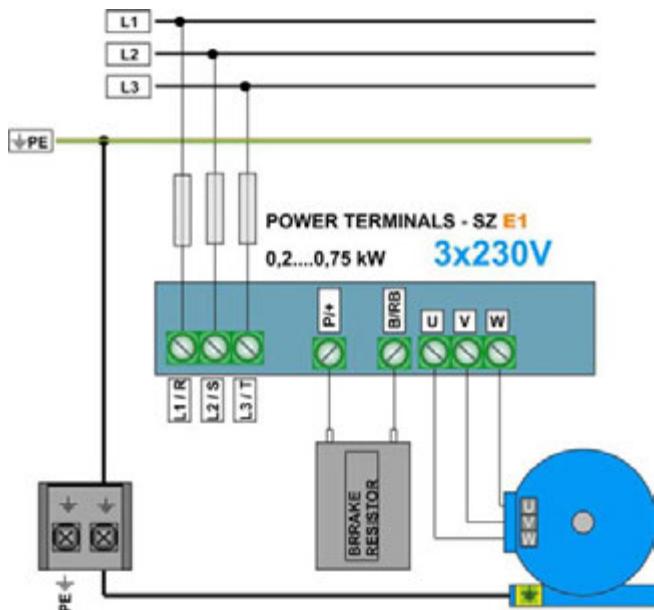 L1
L2
L3
PE
POWER TERMINALS - SZ E1
0,2....0,75 kW
3x230V
P/+
B/RB
U
V
W
L1 / R
L2 / S
L3 / T
BRRAKE
RESISTOR
U
V
W
PE